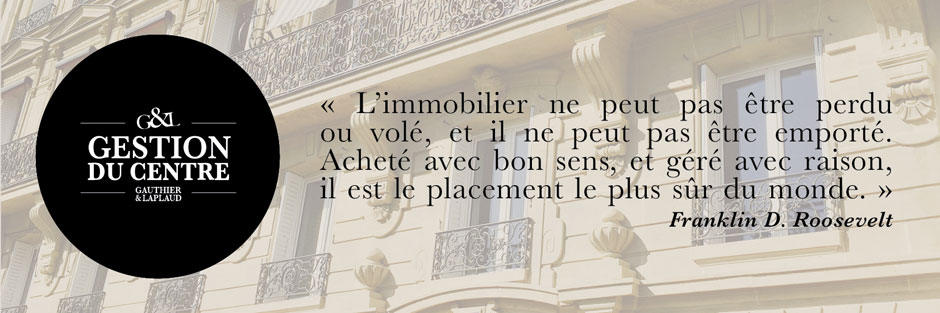 G&L
GESTION
DU CENTRE
GAUTHIER
& LAPLAUD
« L’immobilier ne peut pas être perdu
ou volé, et il ne peut pas être emporté.
Acheté avec bon sens, et géré avec raison,
il est le placement le plus sûr du monde. »
Franklin D. Roosevelt